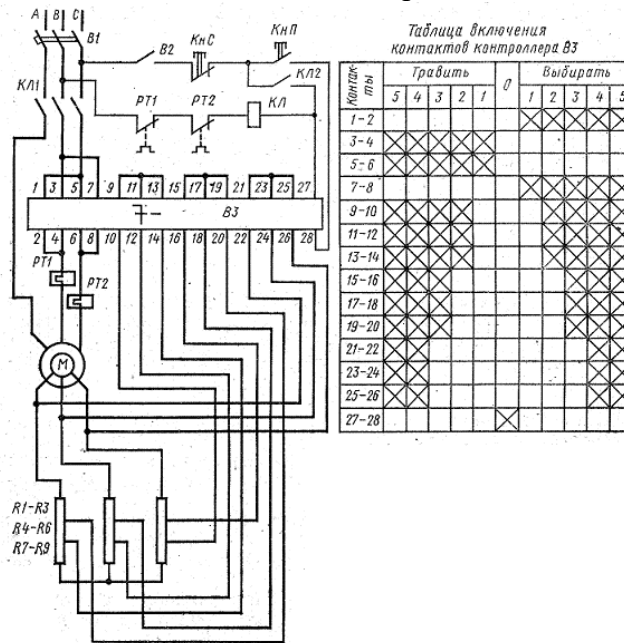 А В С
В1
В2
КнС
КнП
КЛ1
КЛ2
РТ1 РТ2 КЛ
1 3 5 7 9 11 13 15 17 19 21 23 25 27
В3
2 4 6 8 10 12 14 16 18 20 22 24 26 28
РТ1
РТ2
М
R1-R3
R4-R6
R7-R9
Таблица включения
контактов контроллера В3
Контак-
ты
Травить 0 Выбирать
5 4 3 2 1 1 2 3 4 5
1-2
3-4
5-6
7-8
9-10
11-12
13-14
15-16
17-18
19-20
21-22
23-24
25-26
27-28